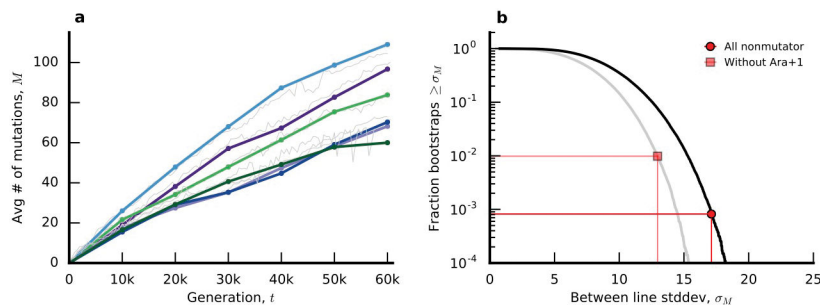 a
Avg # of mutations, M
100
80
60
40
20
0
0 10k 20k 30k 40k 50k 60k
Generation, t
b
Fraction bootstraps ≥ σ_M
10^0
10^-1
10^-2
10^-3
10^-4
All nonmutator
Without Ara+1
0 5 10 15 20 25
Between line stddev, σ_M